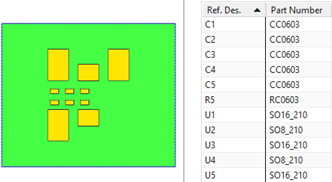 Ref. Des. Part Number
C1 CC0603
C2 CC0603
C3 CC0603
C4 CC0603
C5 CC0603
R5 RC0603
U1 SO16_210
U2 SO8_210
U3 SO16_210
U4 SO8_210
U5 SO16_210